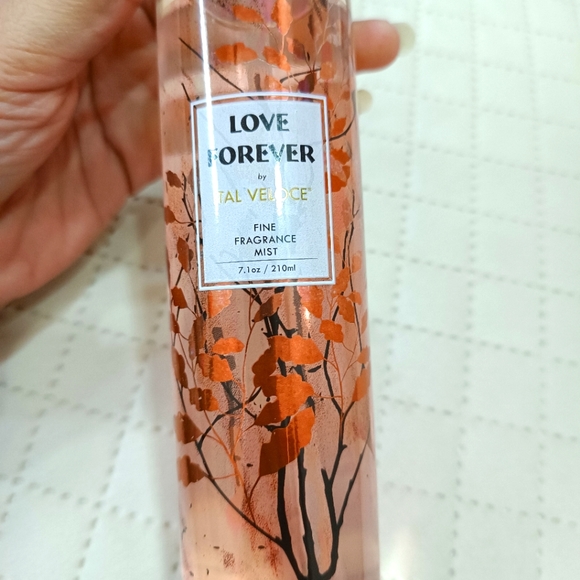 LOVE
FOREVER
by
TAL VELOCE®
FINE
FRAGRANCE
MIST
7.1oz / 210ml